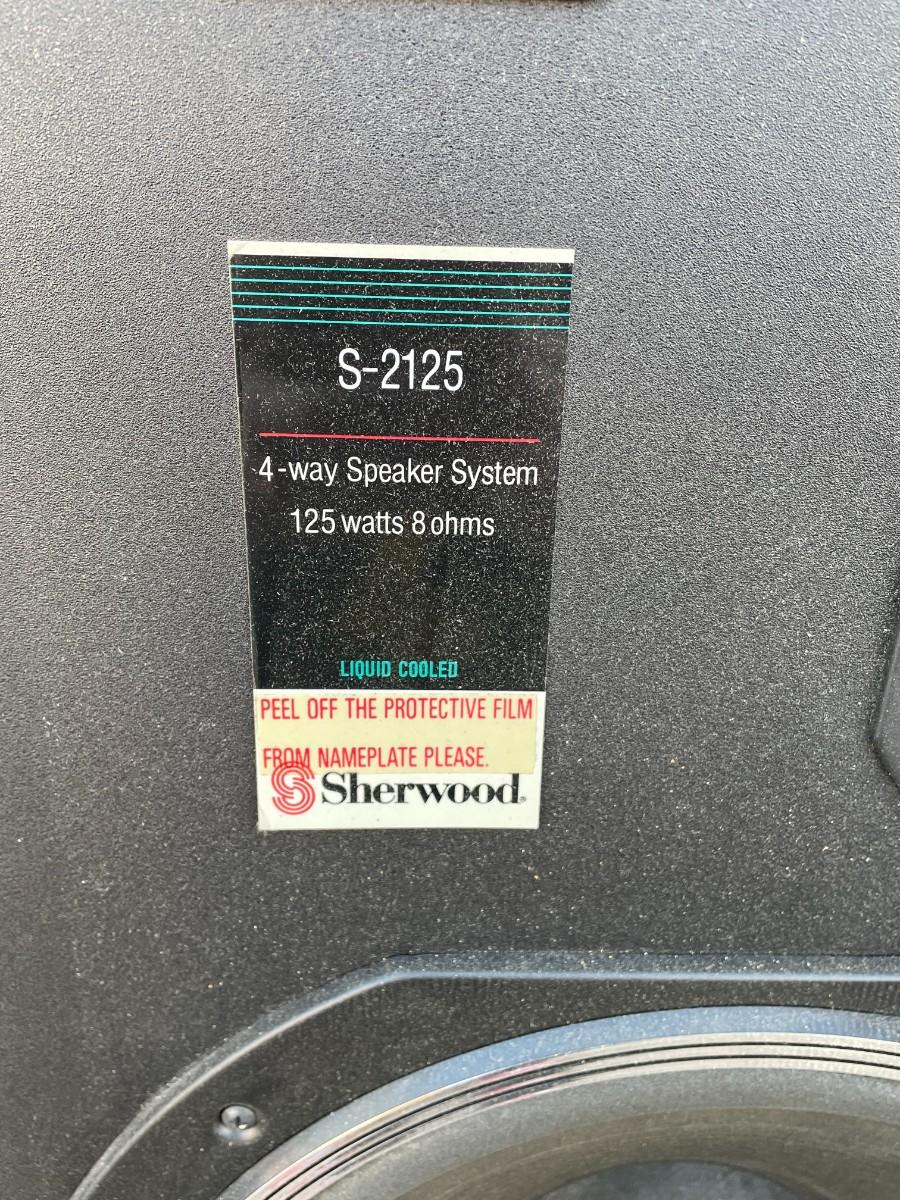 S-2125
4-way Speaker System
125 watts 8 ohms
LIQUID COOLED
PEEL OFF THE PROTECTIVE FILM
FROM NAMEPLATE PLEASE.
Sherwood